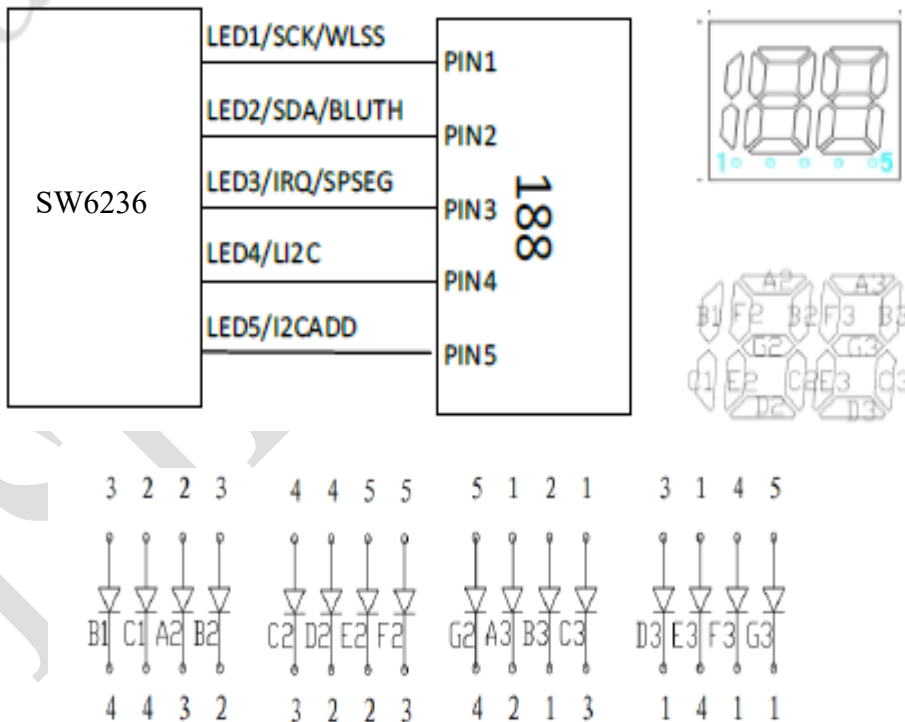 LED1/SCK/WLSS
PIN1
LED2/SDA/BLUTH
PIN2
LED3/IRQ/SPSEG
SW6236
PIN3
188
LED4/LI2C
PIN4
LED5/I2CADD
PIN5
1 5
A2 A3
B1 F2 B2 F3 B3
G2 G3
C1 E2 C2 E3 C3
D2 D3
3 2 2 3 4 4 5 5 5 1 2 1 3 1 4 5
B1 C1 A2 B2 C2 D2 E2 F2 G2 A3 B3 C3 D3 E3 F3 G3
4 4 3 2 3 2 2 3 4 2 1 3 1 4 1 1